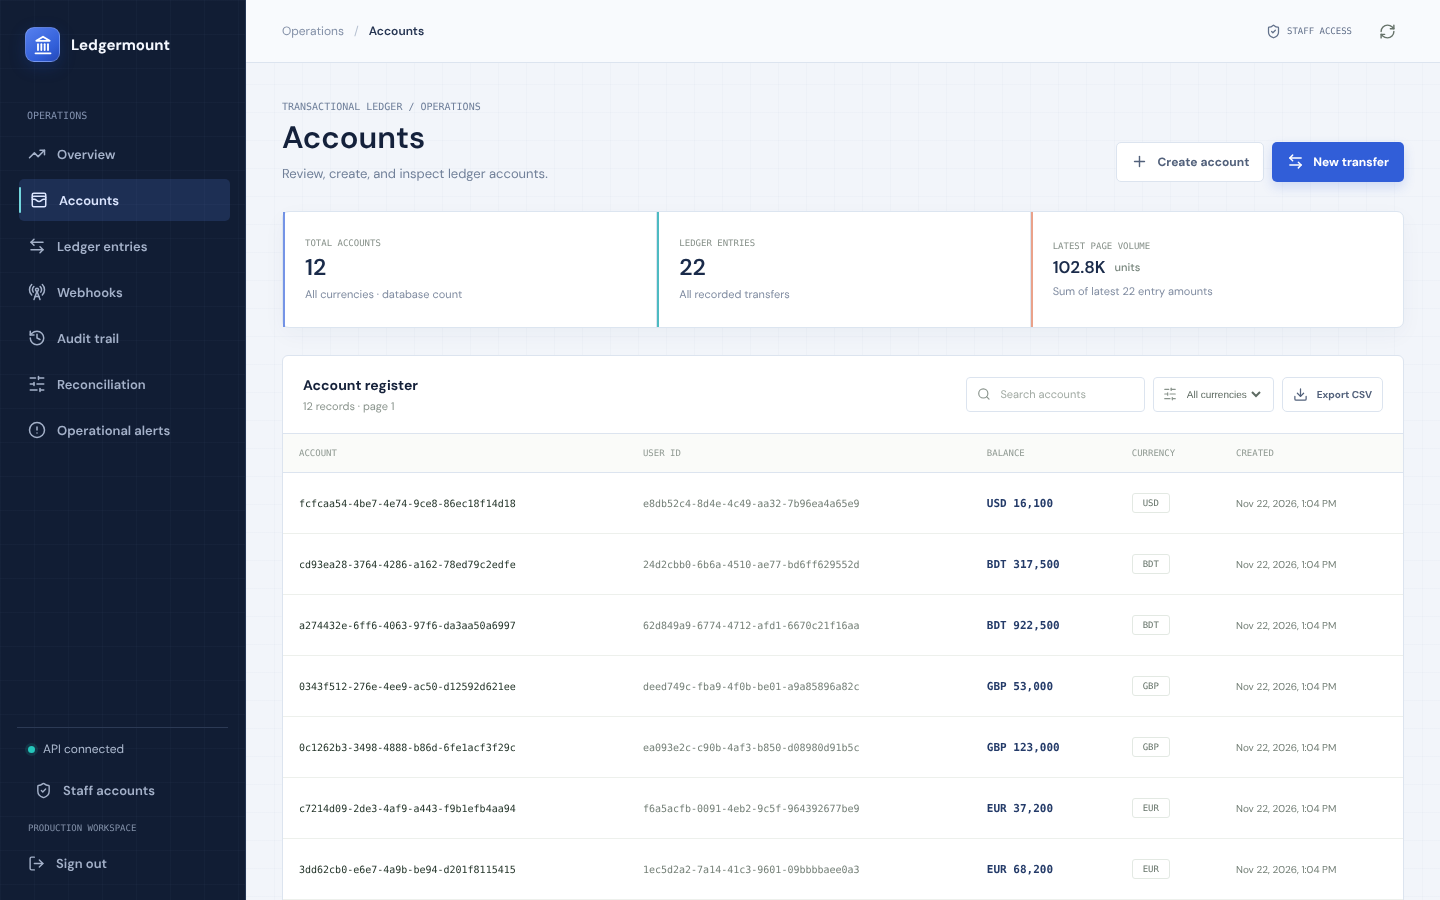 Ledgermount
OPERATIONS
Overview
Accounts
Ledger entries
Webhooks
Audit trail
Reconciliation
Operational alerts
API connected
Staff accounts
PRODUCTION WORKSPACE
Sign out
Operations / Accounts
STAFF ACCESS
TRANSACTIONAL LEDGER / OPERATIONS
Accounts
Review, create, and inspect ledger accounts.
Create account
New transfer
TOTAL ACCOUNTS
12
All currencies · database count
LEDGER ENTRIES
22
All recorded transfers
LATEST PAGE VOLUME
102.8K units
Sum of latest 22 entry amounts
Account register
12 records · page 1
Search accounts
All currencies
Export CSV
ACCOUNT USER ID BALANCE CURRENCY CREATED
fcfcaa54-4be7-4e74-9ce8-86ec18f14d18 e8db52c4-8d4e-4c49-aa32-7b96ea4a65e9 USD 16,100 USD Nov 22, 2026, 1:04 PM
cd93ea28-3764-4286-a162-78ed79c2edfe 24d2cbb0-6b6a-4510-ae77-bd6ff629552d BDT 317,500 BDT Nov 22, 2026, 1:04 PM
a274432e-6ff6-4063-97f6-da3aa50a6997 62d849a9-6774-4712-afd1-6670c21f16aa BDT 922,500 BDT Nov 22, 2026, 1:04 PM
0343f512-276e-4ee9-ac50-d12592d621ee deed749c-fba9-4f0b-be01-a9a85896a82c GBP 53,000 GBP Nov 22, 2026, 1:04 PM
0c1262b3-3498-4888-b86d-6fe1acf3f29c ea093e2c-c90b-4af3-b850-d08980d91b5c GBP 123,000 GBP Nov 22, 2026, 1:04 PM
c7214d09-2de3-4af9-a443-f9b1efb4aa94 f6a5acfb-0091-4eb2-9c5f-964392677be9 EUR 37,200 EUR Nov 22, 2026, 1:04 PM
3dd62cb0-e6e7-4a9b-be94-d201f8115415 1ec5d2a2-7a14-41c3-9601-09bbbbaee0a3 EUR 68,200 EUR Nov 22, 2026, 1:04 PM